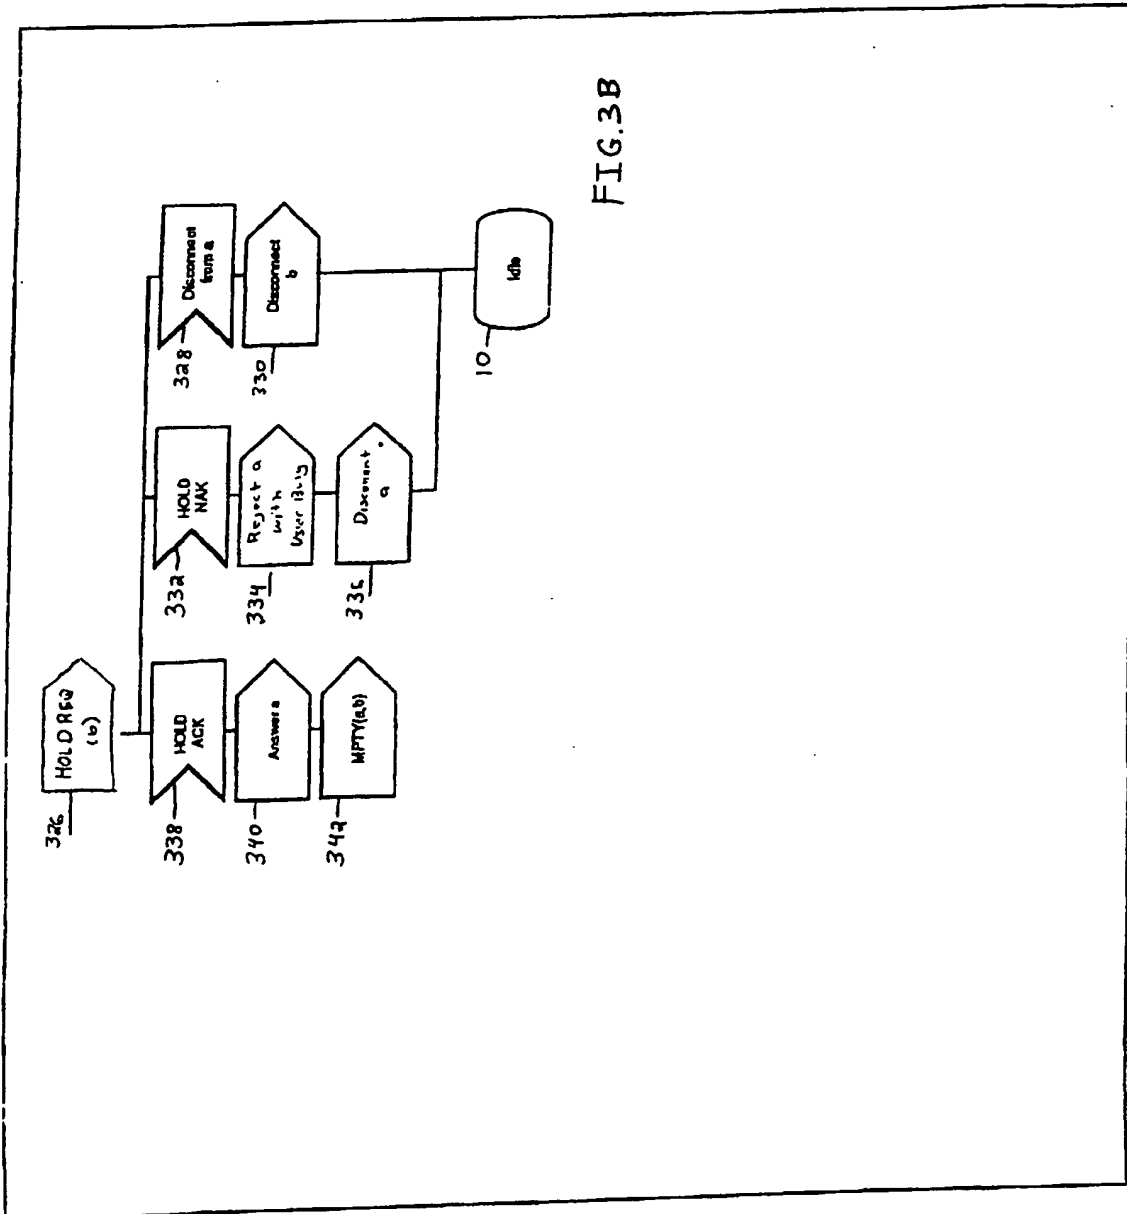 326
HOLD REQ
(b)
338
HOLD
ACK
340
Answer a
342
MPTY(a,b)
332
HOLD
NAK
334
Reject a
with
User Busy
336
Disconnect
a
328
Disconnect
from a
330
Disconnect
b
10
Idle
FIG.3B